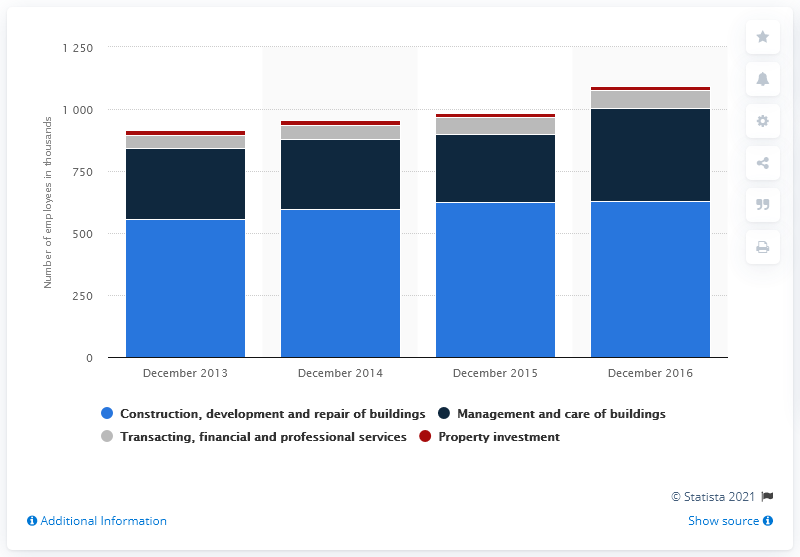 1 250
1 000
750
500
250
0
Number of employees in thousands
December 2013
December 2014
December 2015
December 2016
Construction, development and repair of buildings
Management and care of buildings
Transacting, financial and professional services
Property investment
© Statista 2021
Additional Information
Show source